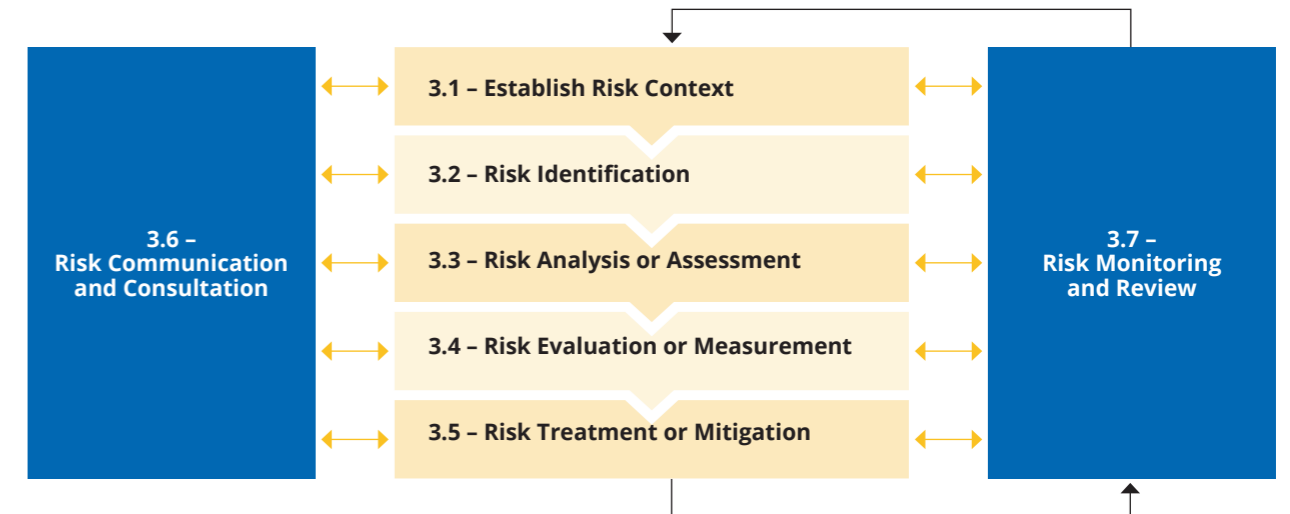 3.1 – Establish Risk Context
3.2 – Risk Identification
3.6 –
Risk Communication
and Consultation
3.3 – Risk Analysis or Assessment
3.7 –
Risk Monitoring
and Review
3.4 – Risk Evaluation or Measurement
3.5 – Risk Treatment or Mitigation